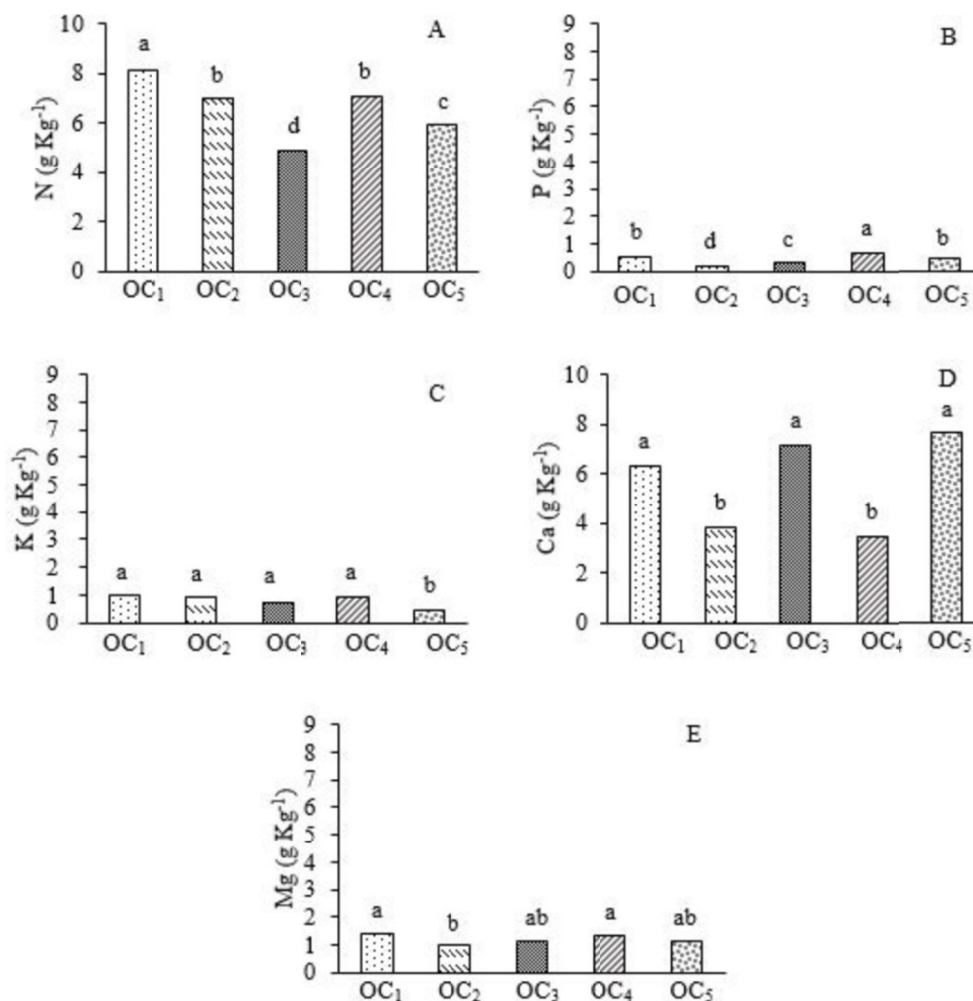 A
N (g Kg⁻¹)
10
8
6
4
2
0
a
b
d
b
c
OC₁ OC₂ OC₃ OC₄ OC₅
B
P (g Kg⁻¹)
9
8
7
6
5
4
3
2
1
0
b
d
c
a
b
OC₁ OC₂ OC₃ OC₄ OC₅
C
K (g Kg⁻¹)
9
8
7
6
5
4
3
2
1
0
a
a
a
a
b
OC₁ OC₂ OC₃ OC₄ OC₅
D
Ca (g Kg⁻¹)
10
8
6
4
2
0
a
b
a
b
a
OC₁ OC₂ OC₃ OC₄ OC₅
E
Mg (g Kg⁻¹)
9
8
7
6
5
4
3
2
1
0
a
b
ab
a
ab
OC₁ OC₂ OC₃ OC₄ OC₅